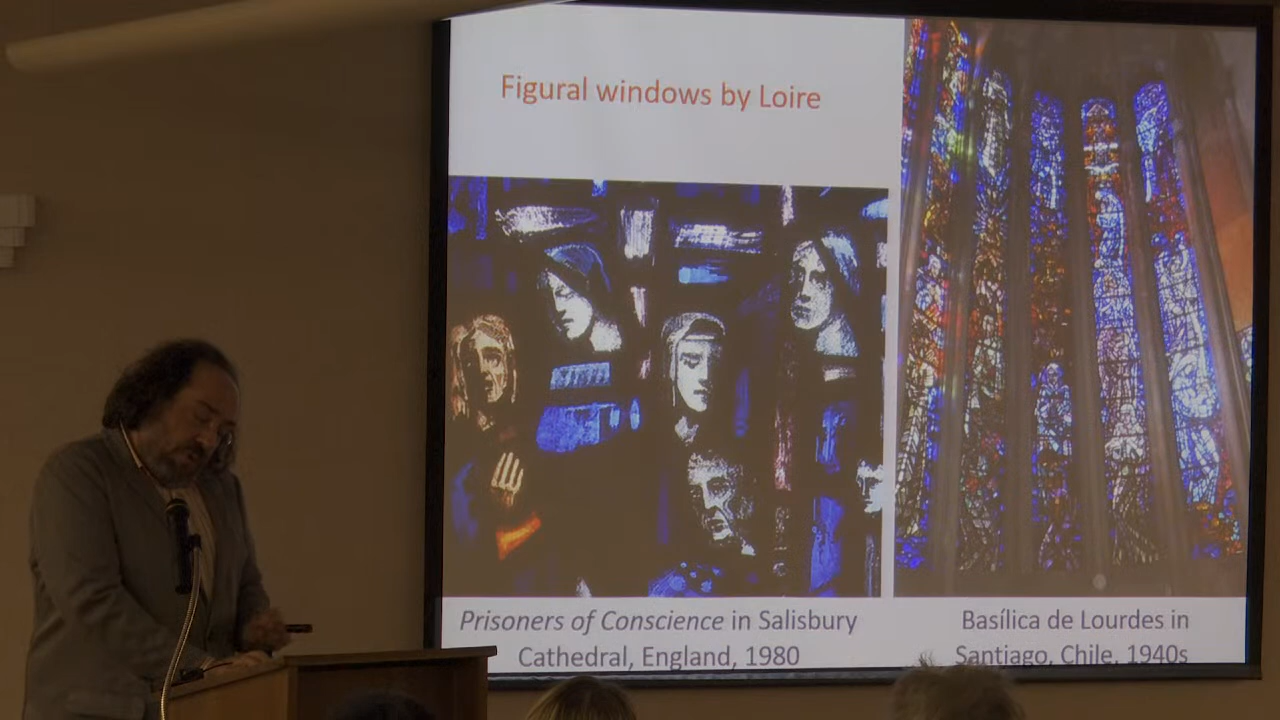 Figural windows by Loire
Prisoners of Conscience in Salisbury
Cathedral, England, 1980
Basílica de Lourdes in
Santiago, Chile, 1940s